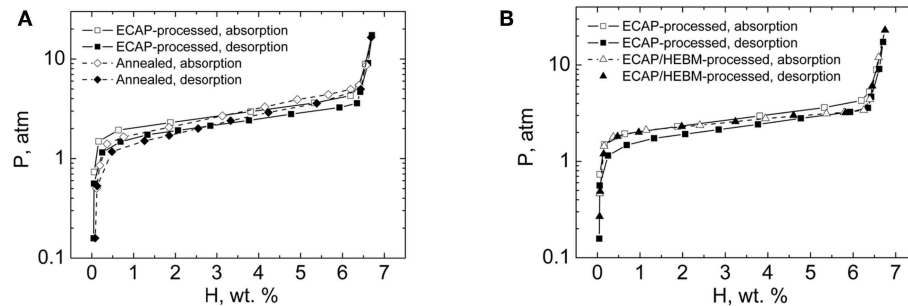 A
ECAP-processed, absorption
ECAP-processed, desorption
Annealed, absorption
Annealed, desorption
10
1
0.1
P, atm
0 1 2 3 4 5 6 7
H, wt. %
B
ECAP-processed, absorption
ECAP-processed, desorption
ECAP/HEBM-processed, absorption
ECAP/HEBM-processed, desorption
10
1
0.1
P, atm
0 1 2 3 4 5 6 7
H, wt. %